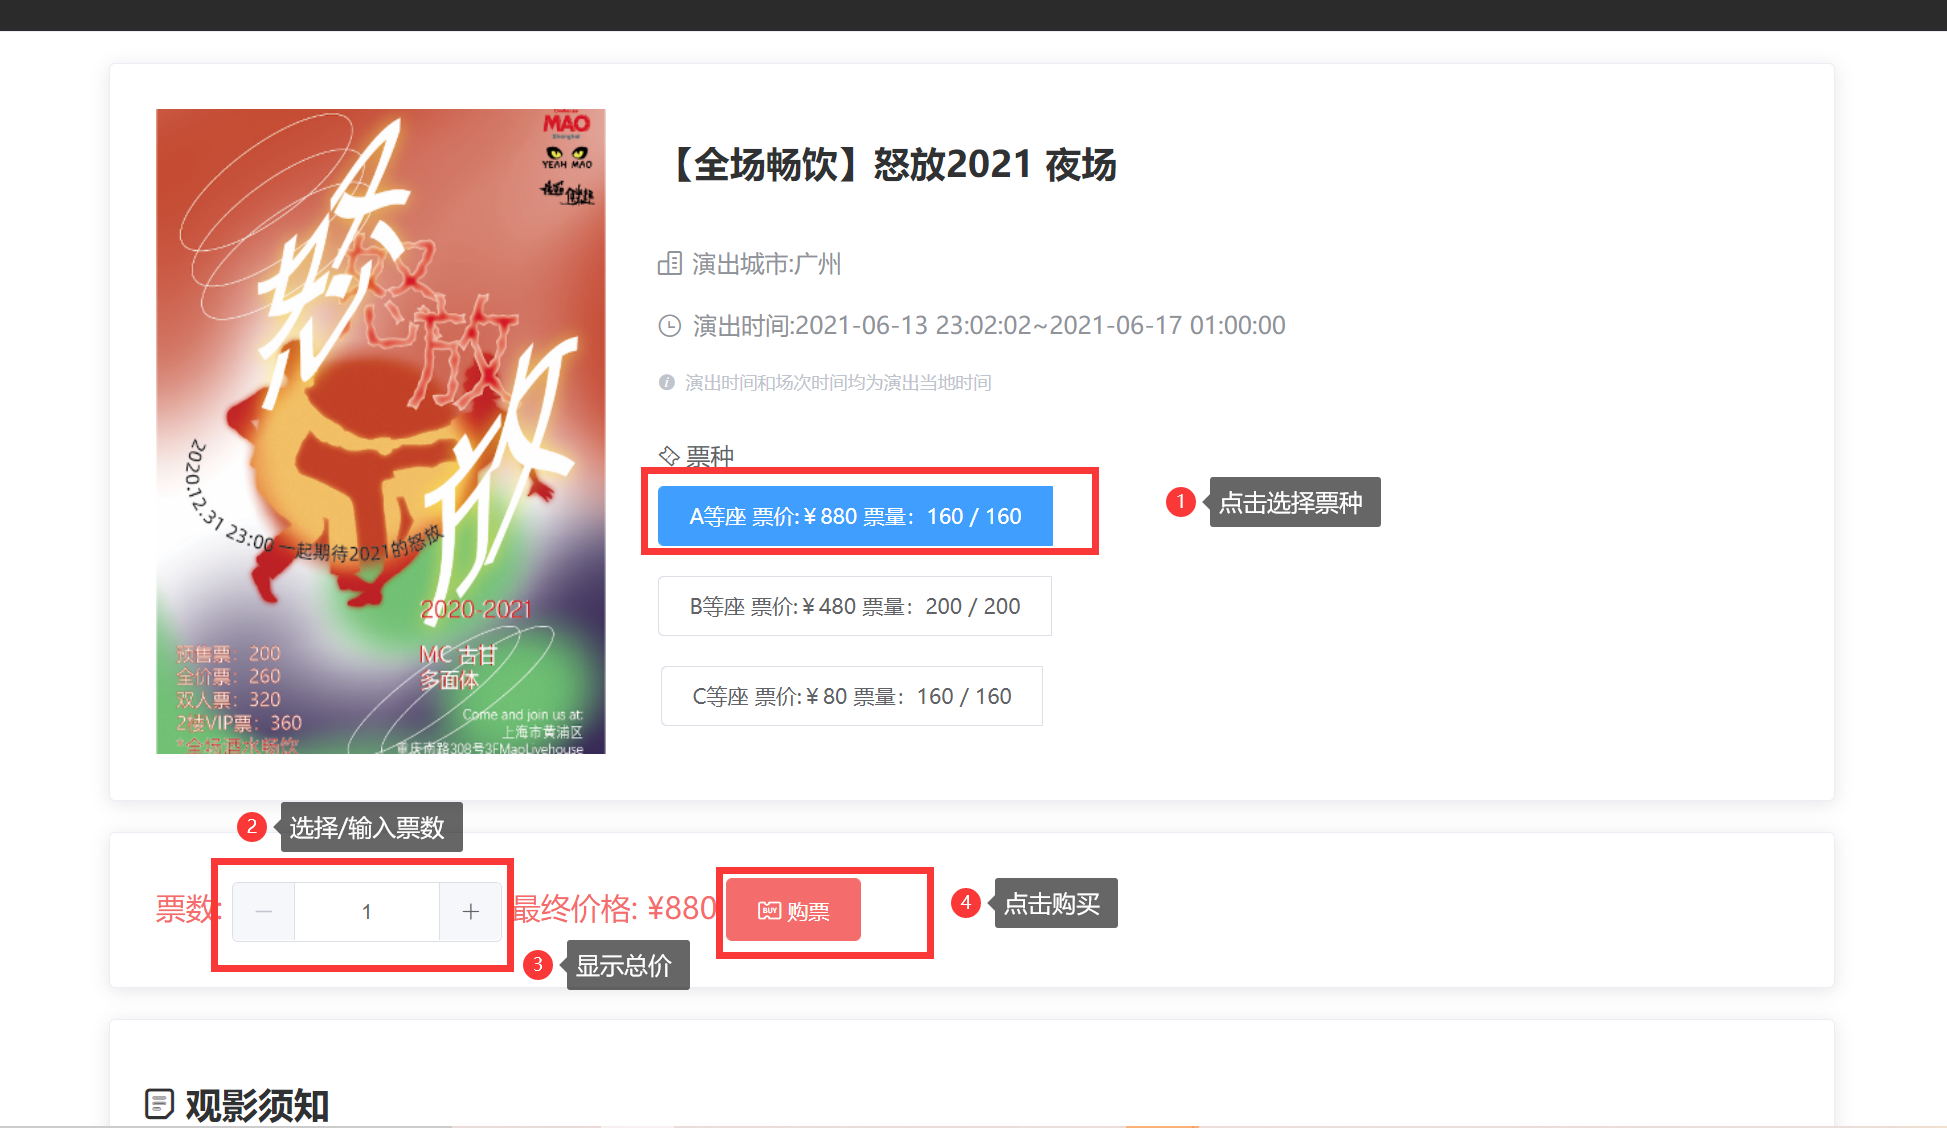 MAO
YEAH MAO
怒放
怒放
2020.12.31 23:00 一起期待2021的怒放
2020-2021
预售票：200
全价票：260
双人票：320
2楼VIP票：360
*全场酒水畅饮
MC 古甘
多面体
Come and join us at:
上海市黄浦区
重庆南路308号3FMaoLivehouse
【全场畅饮】怒放2021 夜场
演出城市:广州
演出时间:2021-06-13 23:02:02~2021-06-17 01:00:00
演出时间和场次时间均为演出当地时间
票种
A等座 票价:¥880 票量：160 / 160
1 点击选择票种
B等座 票价:¥480 票量：200 / 200
C等座 票价:¥80 票量：160 / 160
2 选择/输入票数
票数: − 1 + 最终价格: ¥880 BUY 购票
4 点击购买
3 显示总价
观影须知